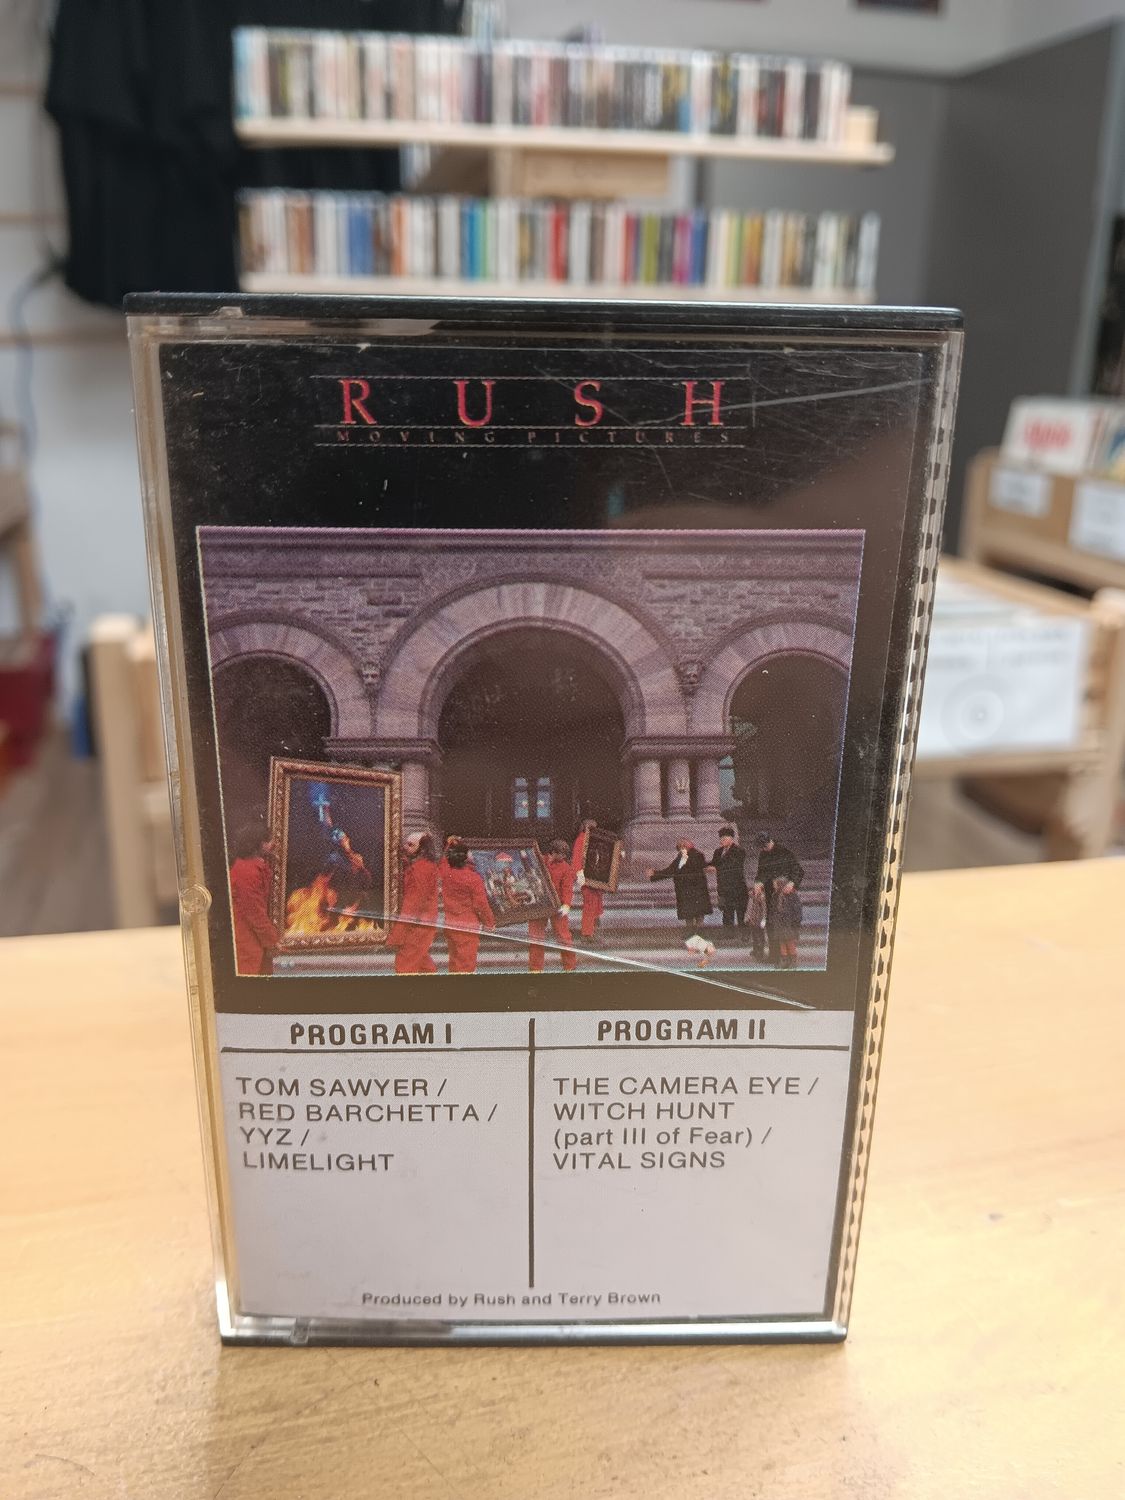 RUSH
MOVING PICTURES
PROGRAM I
TOM SAWYER /
RED BARCHETTA /
YYZ /
LIMELIGHT
PROGRAM II
THE CAMERA EYE /
WITCH HUNT
(part III of Fear) /
VITAL SIGNS
Produced by Rush and Terry Brown